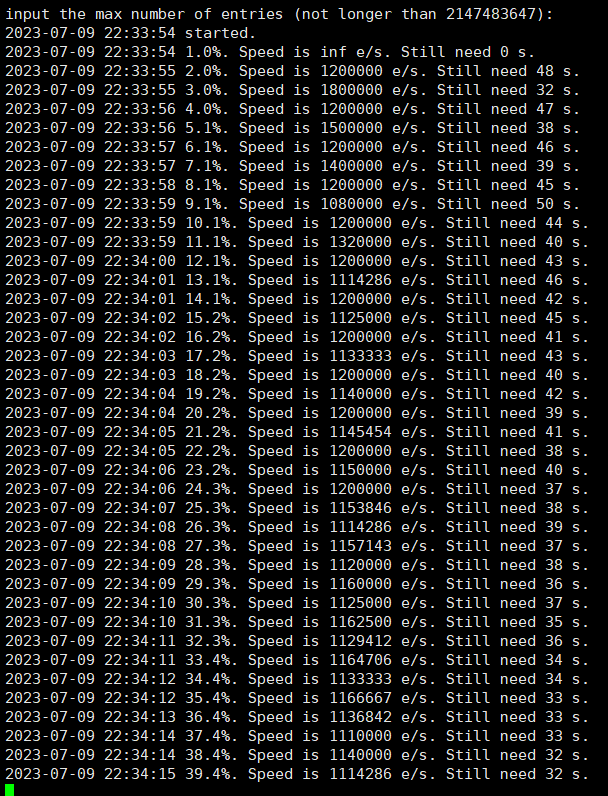 input the max number of entries (not longer than 2147483647):
2023-07-09 22:33:54 started.
2023-07-09 22:33:54 1.0%. Speed is inf e/s. Still need 0 s.
2023-07-09 22:33:55 2.0%. Speed is 1200000 e/s. Still need 48 s.
2023-07-09 22:33:55 3.0%. Speed is 1800000 e/s. Still need 32 s.
2023-07-09 22:33:56 4.0%. Speed is 1200000 e/s. Still need 47 s.
2023-07-09 22:33:56 5.1%. Speed is 1500000 e/s. Still need 38 s.
2023-07-09 22:33:57 6.1%. Speed is 1200000 e/s. Still need 46 s.
2023-07-09 22:33:57 7.1%. Speed is 1400000 e/s. Still need 39 s.
2023-07-09 22:33:58 8.1%. Speed is 1200000 e/s. Still need 45 s.
2023-07-09 22:33:59 9.1%. Speed is 1080000 e/s. Still need 50 s.
2023-07-09 22:33:59 10.1%. Speed is 1200000 e/s. Still need 44 s.
2023-07-09 22:33:59 11.1%. Speed is 1320000 e/s. Still need 40 s.
2023-07-09 22:34:00 12.1%. Speed is 1200000 e/s. Still need 43 s.
2023-07-09 22:34:01 13.1%. Speed is 1114286 e/s. Still need 46 s.
2023-07-09 22:34:01 14.1%. Speed is 1200000 e/s. Still need 42 s.
2023-07-09 22:34:02 15.2%. Speed is 1125000 e/s. Still need 45 s.
2023-07-09 22:34:02 16.2%. Speed is 1200000 e/s. Still need 41 s.
2023-07-09 22:34:03 17.2%. Speed is 1133333 e/s. Still need 43 s.
2023-07-09 22:34:03 18.2%. Speed is 1200000 e/s. Still need 40 s.
2023-07-09 22:34:04 19.2%. Speed is 1140000 e/s. Still need 42 s.
2023-07-09 22:34:04 20.2%. Speed is 1200000 e/s. Still need 39 s.
2023-07-09 22:34:05 21.2%. Speed is 1145454 e/s. Still need 41 s.
2023-07-09 22:34:05 22.2%. Speed is 1200000 e/s. Still need 38 s.
2023-07-09 22:34:06 23.2%. Speed is 1150000 e/s. Still need 40 s.
2023-07-09 22:34:06 24.3%. Speed is 1200000 e/s. Still need 37 s.
2023-07-09 22:34:07 25.3%. Speed is 1153846 e/s. Still need 38 s.
2023-07-09 22:34:08 26.3%. Speed is 1114286 e/s. Still need 39 s.
2023-07-09 22:34:08 27.3%. Speed is 1157143 e/s. Still need 37 s.
2023-07-09 22:34:09 28.3%. Speed is 1120000 e/s. Still need 38 s.
2023-07-09 22:34:09 29.3%. Speed is 1160000 e/s. Still need 36 s.
2023-07-09 22:34:10 30.3%. Speed is 1125000 e/s. Still need 37 s.
2023-07-09 22:34:10 31.3%. Speed is 1162500 e/s. Still need 35 s.
2023-07-09 22:34:11 32.3%. Speed is 1129412 e/s. Still need 36 s.
2023-07-09 22:34:11 33.4%. Speed is 1164706 e/s. Still need 34 s.
2023-07-09 22:34:12 34.4%. Speed is 1133333 e/s. Still need 34 s.
2023-07-09 22:34:12 35.4%. Speed is 1166667 e/s. Still need 33 s.
2023-07-09 22:34:13 36.4%. Speed is 1136842 e/s. Still need 33 s.
2023-07-09 22:34:14 37.4%. Speed is 1110000 e/s. Still need 33 s.
2023-07-09 22:34:14 38.4%. Speed is 1140000 e/s. Still need 32 s.
2023-07-09 22:34:15 39.4%. Speed is 1114286 e/s. Still need 32 s.